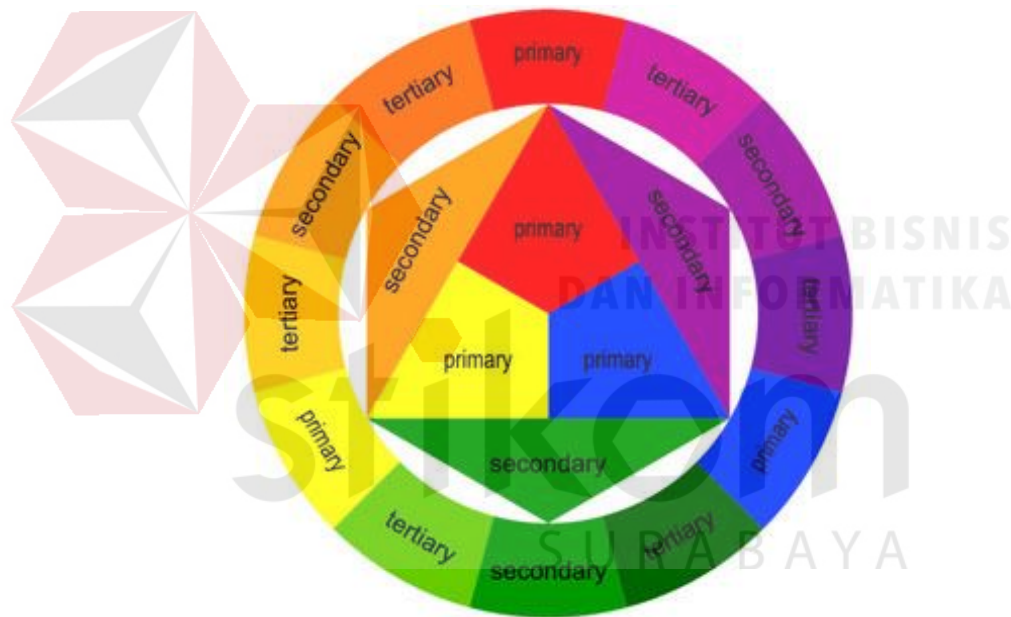 primary
tertiary
secondary
tertiary
primary
tertiary
secondary
tertiary
primary
tertiary
secondary
tertiary
primary
secondary
secondary
primary
primary
secondary
INSTITUT BISNIS
DAN INFORMATIKA
stikom
SURABAYA